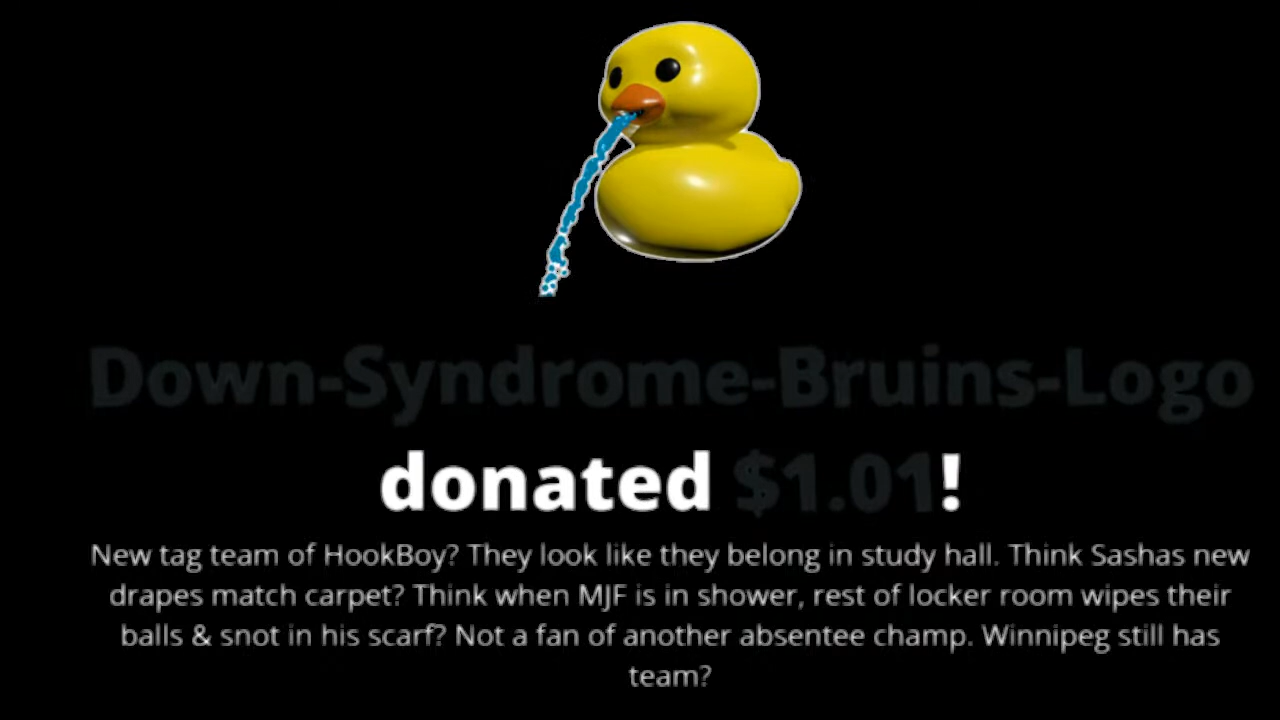 Down-Syndrome-Bruins-Logo
donated $1.01!
New tag team of HookBoy? They look like they belong in study hall. Think Sashas new
drapes match carpet? Think when MJF is in shower, rest of locker room wipes their
balls & snot in his scarf? Not a fan of another absentee champ. Winnipeg still has
team?